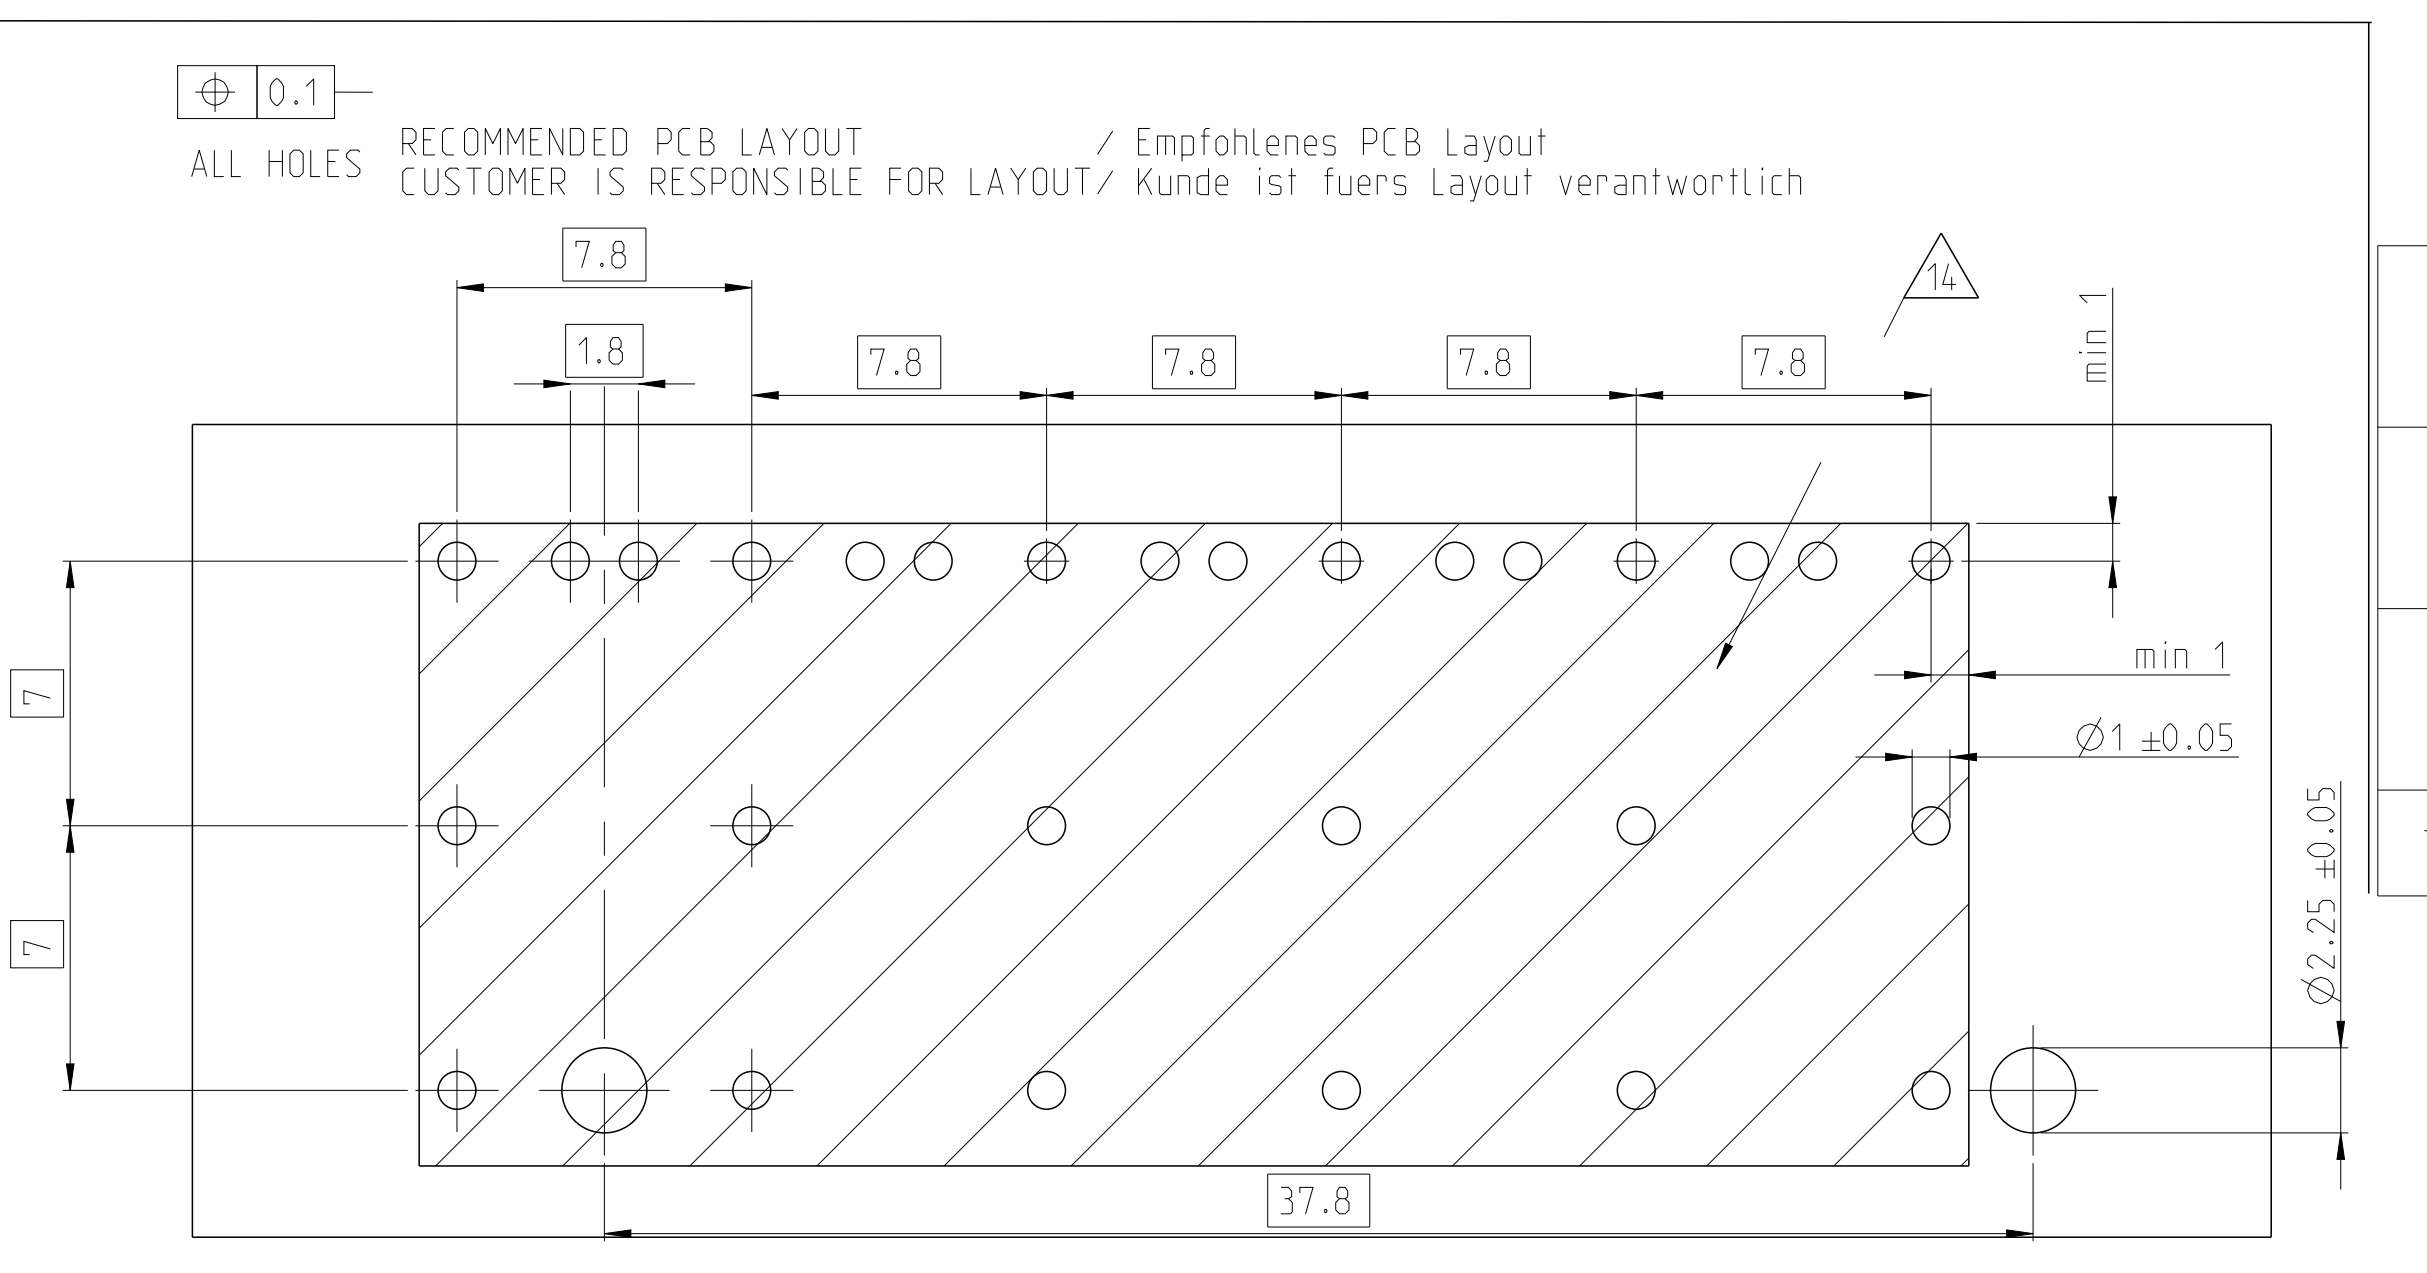 ⌖ 0.1
ALL HOLES
RECOMMENDED PCB LAYOUT / Empfohlenes PCB Layout
CUSTOMER IS RESPONSIBLE FOR LAYOUT/ Kunde ist fuers Layout verantwortlich
7.8
1.8
7.8
7.8
7.8
7.8
14
min 1
min 1
7
Ø1 ±0.05
Ø2.25 ±0.05
7
37.8